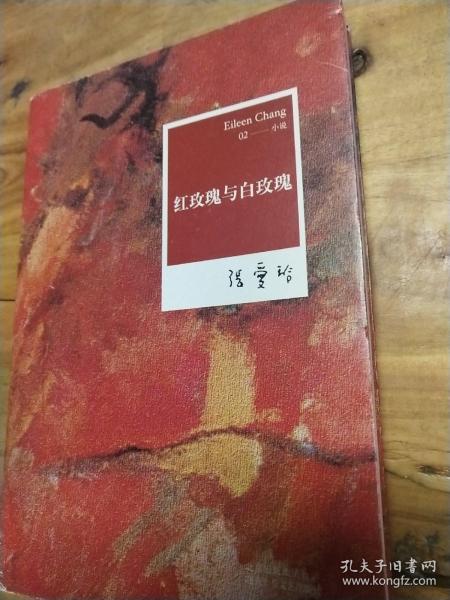 Eileen Chang
02——小说
红玫瑰与白玫瑰
張愛玲
孔夫子旧书网
www.kongfz.com